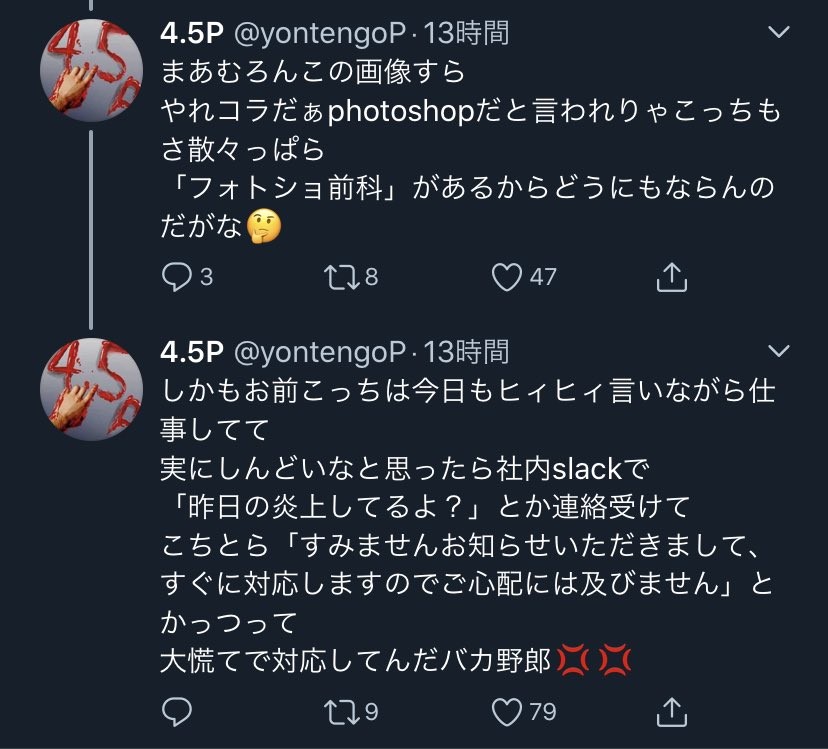 4.5P @yontengoP · 13時間
まあむろんこの画像すら
やれコラだぁphotoshopだと言われりゃこっちも
さ散々っぱら
「フォトショ前科」があるからどうにもならんの
だがな🤔
3 8 47
4.5P @yontengoP · 13時間
しかもお前こっちは今日もヒィヒィ言いながら仕
事してて
実にしんどいなと思ったら社内slackで
「昨日の炎上してるよ？」とか連絡受けて
こちとら「すみませんお知らせいただきまして、
すぐに対応しますのでご心配には及びません」と
かっつって
大慌てで対応してんだバカ野郎💢💢
9 79